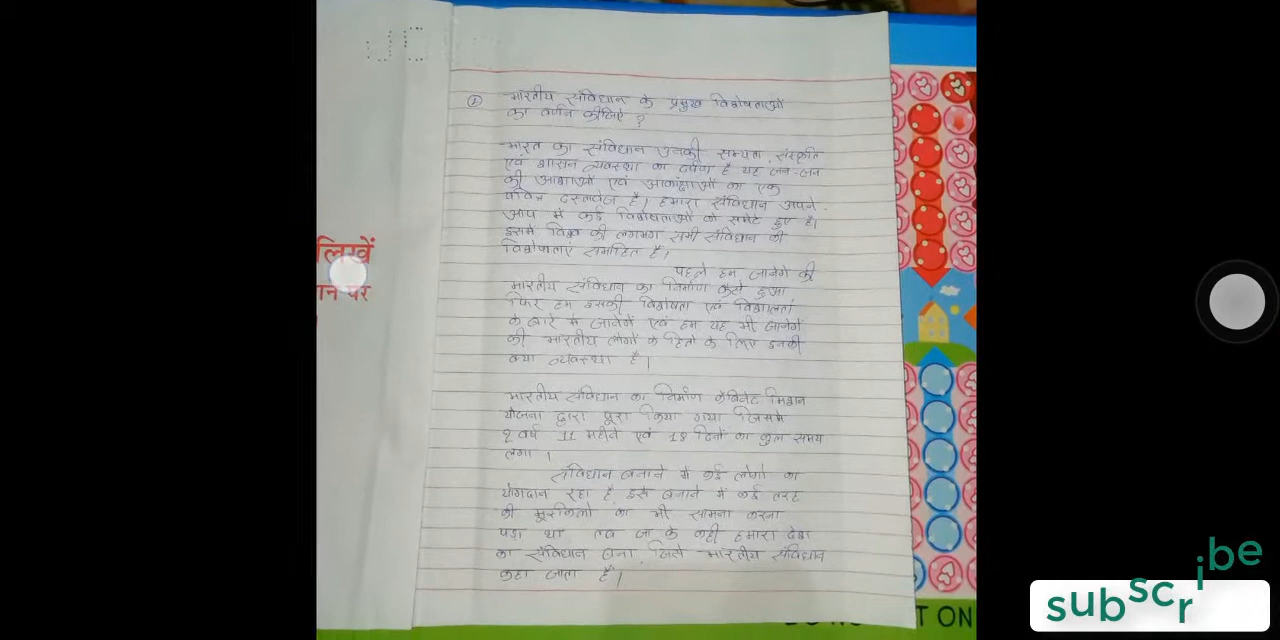 ① भारतीय संविधान के प्रमुख विशेषताओं
का वर्णन कीजिए ?
भारत का संविधान उनकी सभ्यता, संस्कृति
एवं शासन व्यवस्था का दर्पण है यह जन-जन
की आशाओं एवं आकांक्षाओं का एक
पवित्र दस्तावेज है। हमारा संविधान अपने
आप में कई विशेषताओं को समेटे हुए है।
इसमें विश्व की लगभग सभी संविधान की
विशेषताएं समाहित है।
पहले हम जानेगे की
भारतीय संविधान का निर्माण कैसे हुआ
फिर हम इसकी विशेषता एवं विशालता
के बारे में जानेगें एवं हम यह भी जानेगें
की भारतीय लोगों के हितो के लिए इनकी
क्या व्यवस्था है।
भारतीय संविधान का निर्माण कैबिनेट मिशन
योजना द्वारा पूरा किया गया जिसमे
2 वर्ष 11 महीने एवं 18 दिनों का कुल समय
लगा ।
संविधान बनाने में कई लोगो का
योगदान रहा है इसे बनाने में कई तरह
की मुश्किलो का भी सामना करना
पड़ा था तब जा के कही हमारा देश
का संविधान बना जिसे भारतीय संविधान
कहा जाता है।
लिखें
पर
T ON
subscribe